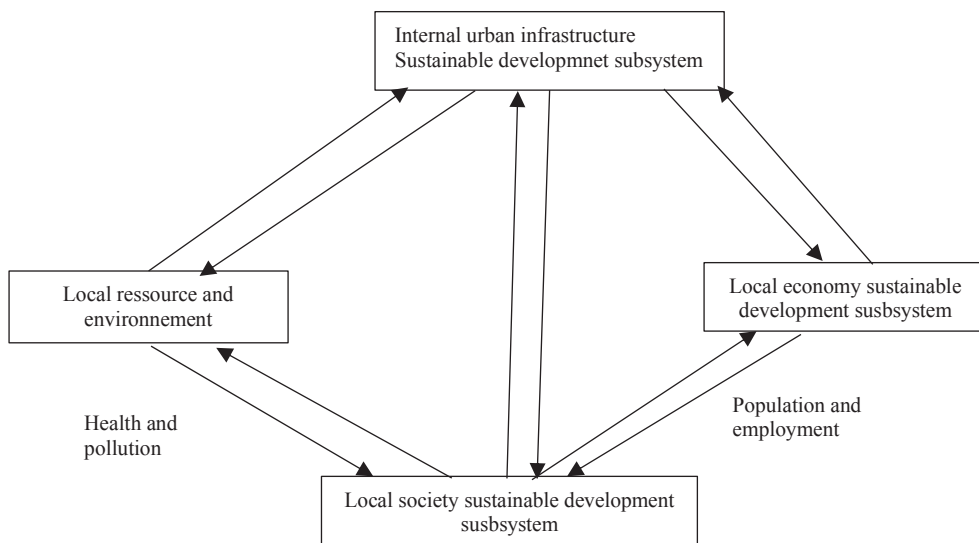 Internal urban infrastructure
Sustainable developmnet subsystem
Local ressource and
environnement
Local economy sustainable
development susbsystem
Health and
pollution
Population and
employment
Local society sustainable development
susbsystem